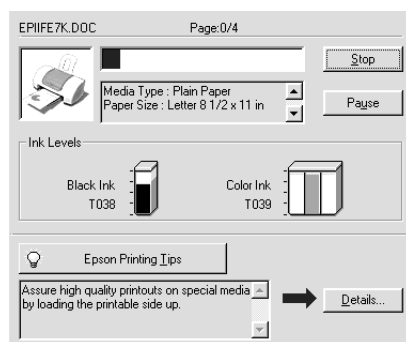 EPIIFE7K.DOC Page:0/4
Stop
Media Type : Plain Paper
Paper Size : Letter 8 1/2 x 11 in
Pause
Ink Levels
Black Ink
T038
Color Ink
T039
Epson Printing Tips
Assure high quality printouts on special media
by loading the printable side up.
Details...